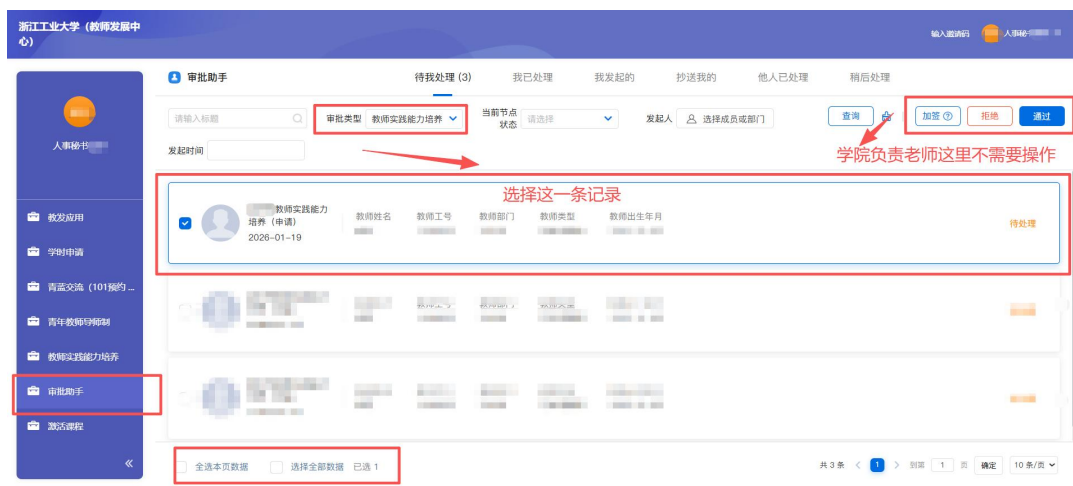 浙江工业大学（教师发展中
心）
输入邀请码
人事秘书
人事秘书
教发应用
学时申请
青蓝交流（101预约 ...
青年教师导师制
教师实践能力培养
审批助手
激活课程
«
审批助手
待我处理 (3) 我已处理 我发起的 抄送我的 他人已处理 稍后处理
请输入标题 审批类型 教师实践能力培养 当前节点状态 请选择 发起人 选择成员或部门 查询 加签 拒绝 通过
发起时间
学院负责老师这里不需要操作
选择这一条记录
教师实践能力
培养（申请）
2026-01-19
教师姓名 教师工号 教师部门 教师类型 教师出生年月
待处理
全选本页数据 选择全部数据 已选 1
共 3 条 < 1 > 到第 1 页 确定 10 条/页